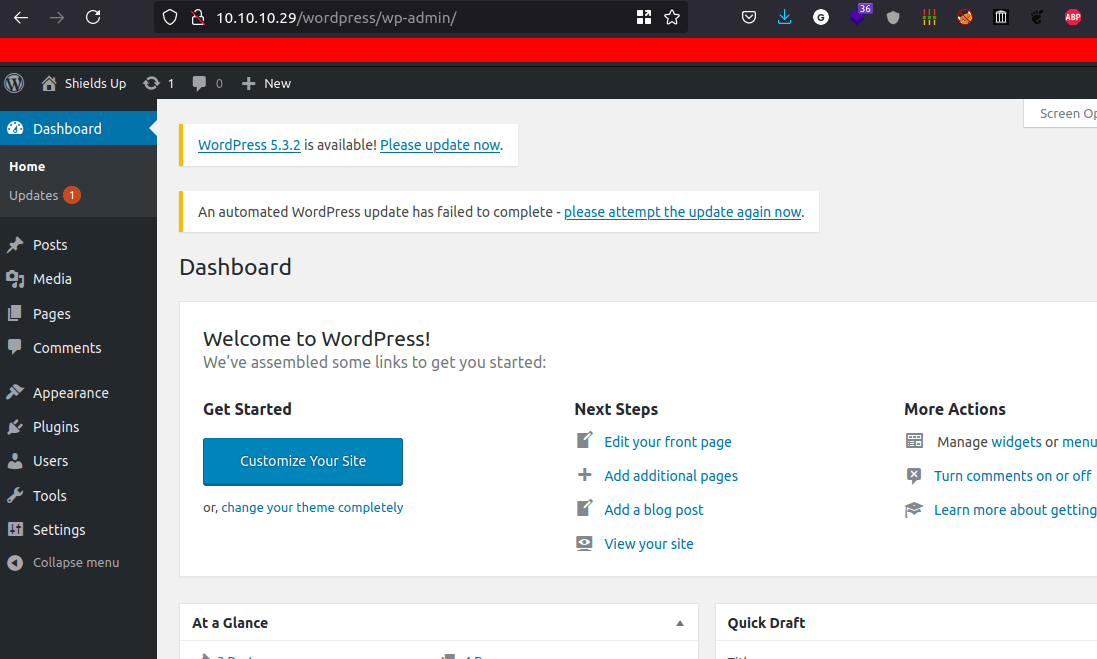 10.10.10.29/wordpress/wp-admin/
36
G
ABP
Shields Up
1
0
New
Screen Op
Dashboard
Home
Updates 1
Posts
Media
Pages
Comments
Appearance
Plugins
Users
Tools
Settings
Collapse menu
WordPress 5.3.2 is available! Please update now.
An automated WordPress update has failed to complete - please attempt the update again now.
Dashboard
Welcome to WordPress!
We’ve assembled some links to get you started:
Get Started
Customize Your Site
or, change your theme completely
Next Steps
Edit your front page
Add additional pages
Add a blog post
View your site
More Actions
Manage widgets or menu
Turn comments on or off
Learn more about getting
At a Glance
Quick Draft